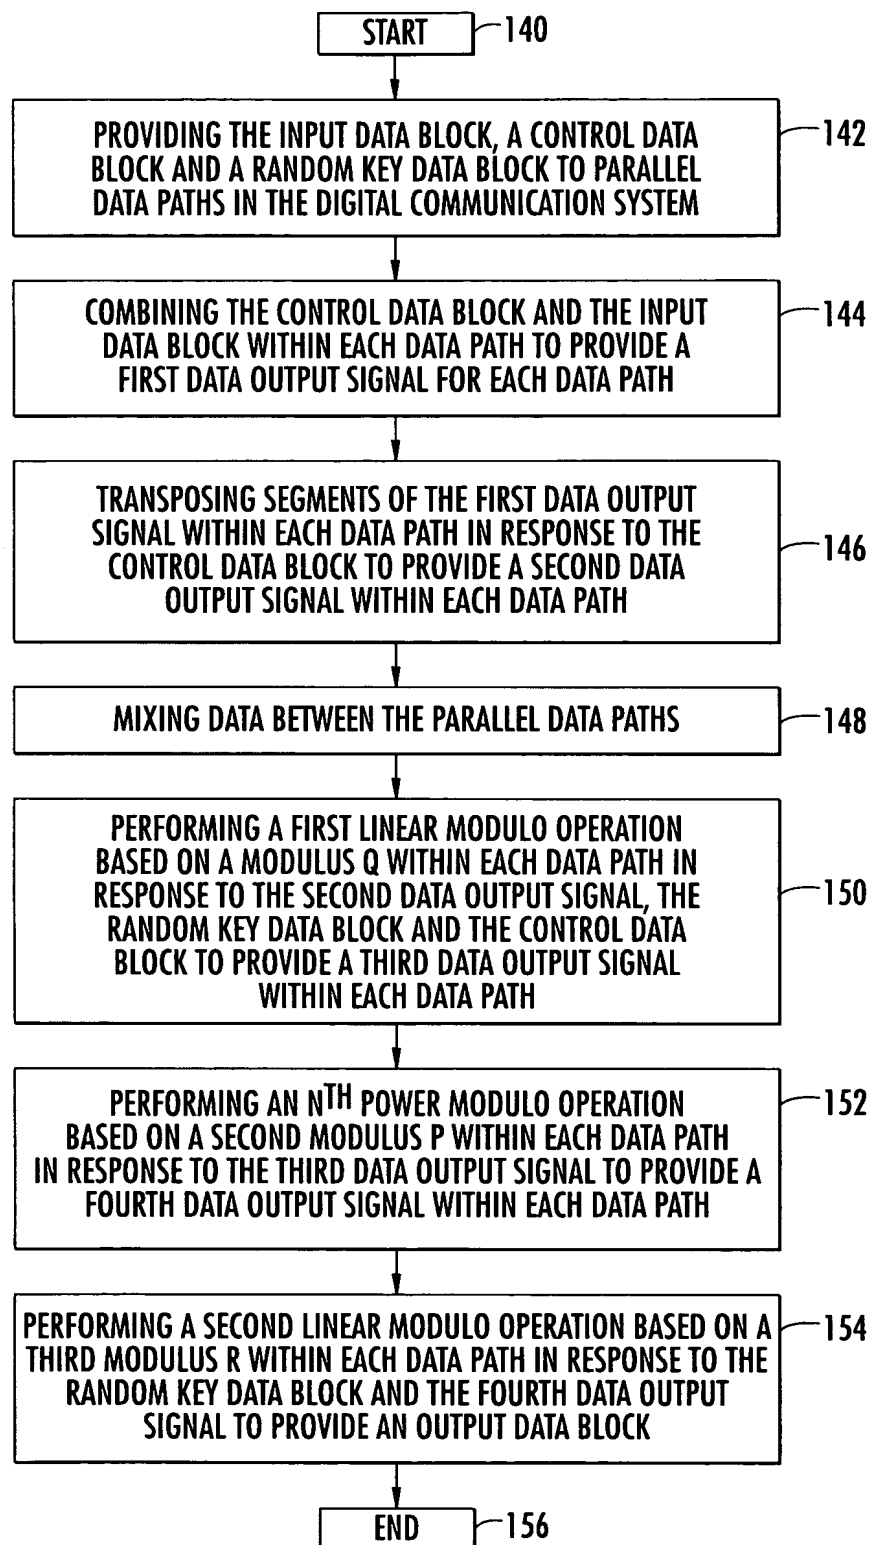 START
140
PROVIDING THE INPUT DATA BLOCK, A CONTROL DATA
BLOCK AND A RANDOM KEY DATA BLOCK TO PARALLEL
DATA PATHS IN THE DIGITAL COMMUNICATION SYSTEM
142
COMBINING THE CONTROL DATA BLOCK AND THE INPUT
DATA BLOCK WITHIN EACH DATA PATH TO PROVIDE A
FIRST DATA OUTPUT SIGNAL FOR EACH DATA PATH
144
TRANSPOSING SEGMENTS OF THE FIRST DATA OUTPUT
SIGNAL WITHIN EACH DATA PATH IN RESPONSE TO THE
CONTROL DATA BLOCK TO PROVIDE A SECOND DATA
OUTPUT SIGNAL WITHIN EACH DATA PATH
146
MIXING DATA BETWEEN THE PARALLEL DATA PATHS
148
PERFORMING A FIRST LINEAR MODULO OPERATION
BASED ON A MODULUS Q WITHIN EACH DATA PATH IN
RESPONSE TO THE SECOND DATA OUTPUT SIGNAL, THE
RANDOM KEY DATA BLOCK AND THE CONTROL DATA
BLOCK TO PROVIDE A THIRD DATA OUTPUT SIGNAL
WITHIN EACH DATA PATH
150
PERFORMING AN NTH POWER MODULO OPERATION
BASED ON A SECOND MODULUS P WITHIN EACH DATA PATH
IN RESPONSE TO THE THIRD DATA OUTPUT SIGNAL TO PROVIDE A
FOURTH DATA OUTPUT SIGNAL WITHIN EACH DATA PATH
152
PERFORMING A SECOND LINEAR MODULO OPERATION BASED ON A
THIRD MODULUS R WITHIN EACH DATA PATH IN RESPONSE TO THE
RANDOM KEY DATA BLOCK AND THE FOURTH DATA OUTPUT
SIGNAL TO PROVIDE AN OUTPUT DATA BLOCK
154
END
156